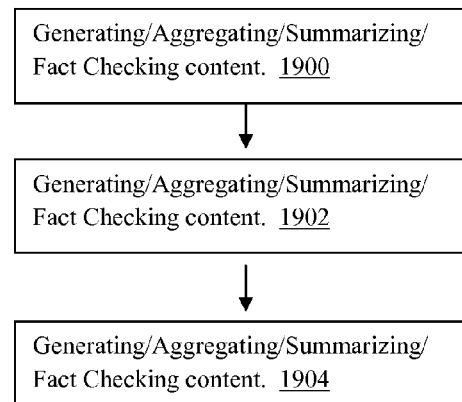 Generating/Aggregating/Summarizing/
Fact Checking content. 1900
Generating/Aggregating/Summarizing/
Fact Checking content. 1902
Generating/Aggregating/Summarizing/
Fact Checking content. 1904